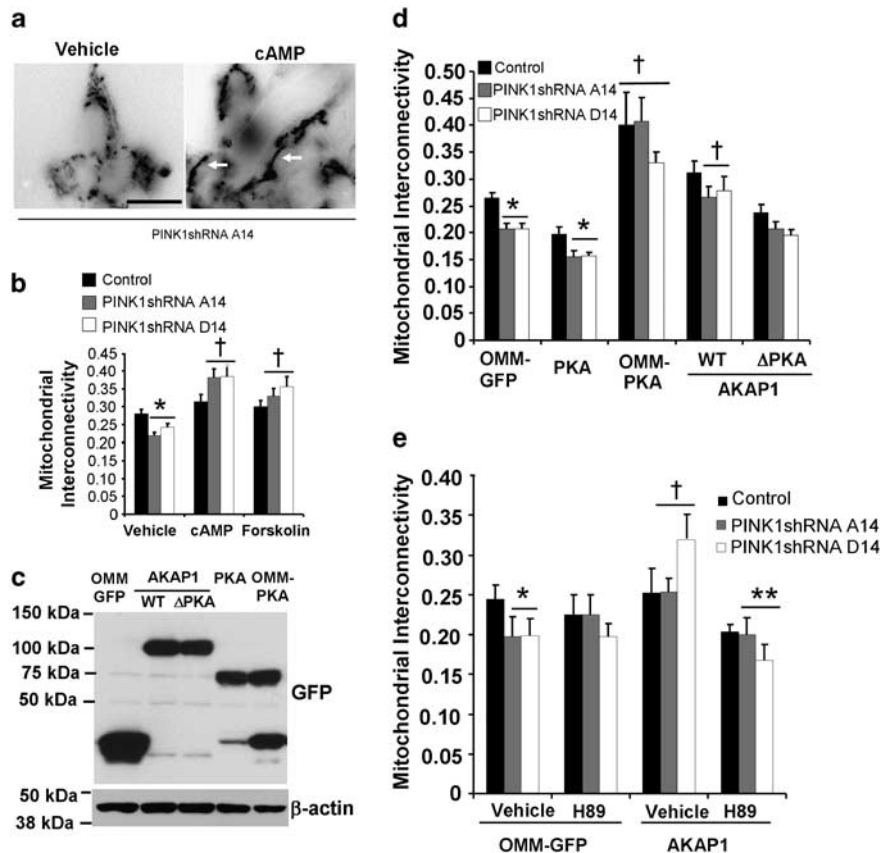 a
Vehicle
cAMP
PINK1shRNA A14
b
Control
PINK1shRNA A14
PINK1shRNA D14
Mitochondrial
Interconnectivity
0.45
0.40
0.35
0.30
0.25
0.20
0.15
0.10
0.05
0
*
†
†
Vehicle cAMP Forskolin
c
OMM AKAP1 PKA OMM-
GFP WT ΔPKA PKA
150 kDa
100 kDa
75 kDa
50 kDa
GFP
50 kDa
38 kDa
β-actin
d
Control
PINK1shRNA A14
PINK1shRNA D14
Mitochondrial Interconnectivity
0.50
0.45
0.40
0.35
0.30
0.25
0.20
0.15
0.10
0.05
0
*
*
†
†
OMM- PKA OMM- WT ΔPKA
GFP PKA AKAP1
e
Control
PINK1shRNA A14
PINK1shRNA D14
Mitochondrial Interconnectivity
0.40
0.35
0.30
0.25
0.20
0.15
0.10
0.05
0.00
*
†
**
Vehicle H89 Vehicle H89
OMM-GFP AKAP1